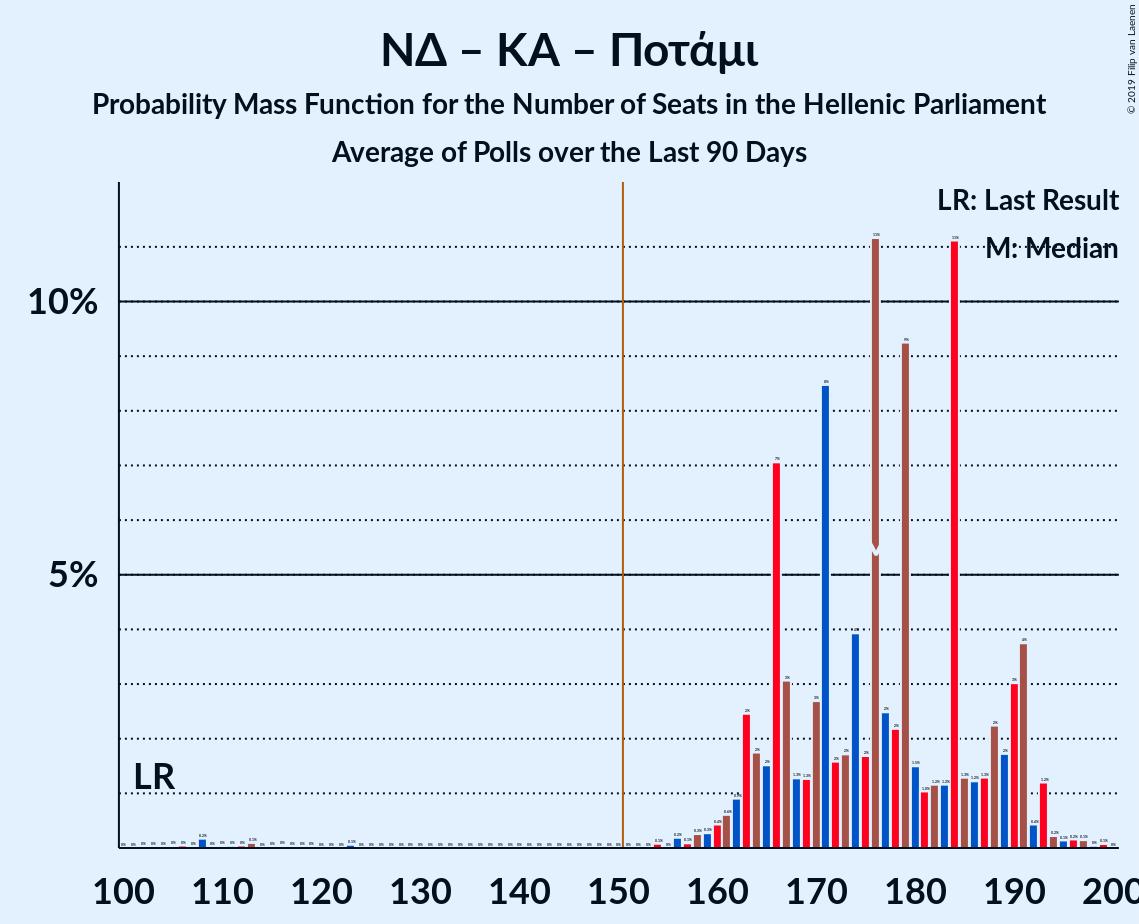 ΝΔ – ΚΑ – Ποτάμι
Probability Mass Function for the Number of Seats in the Hellenic Parliament
Average of Polls over the Last 90 Days
© 2019 Filip van Laenen
LR: Last Result
M: Median
10%
5%
LR
100 110 120 130 140 150 160 170 180 190 200